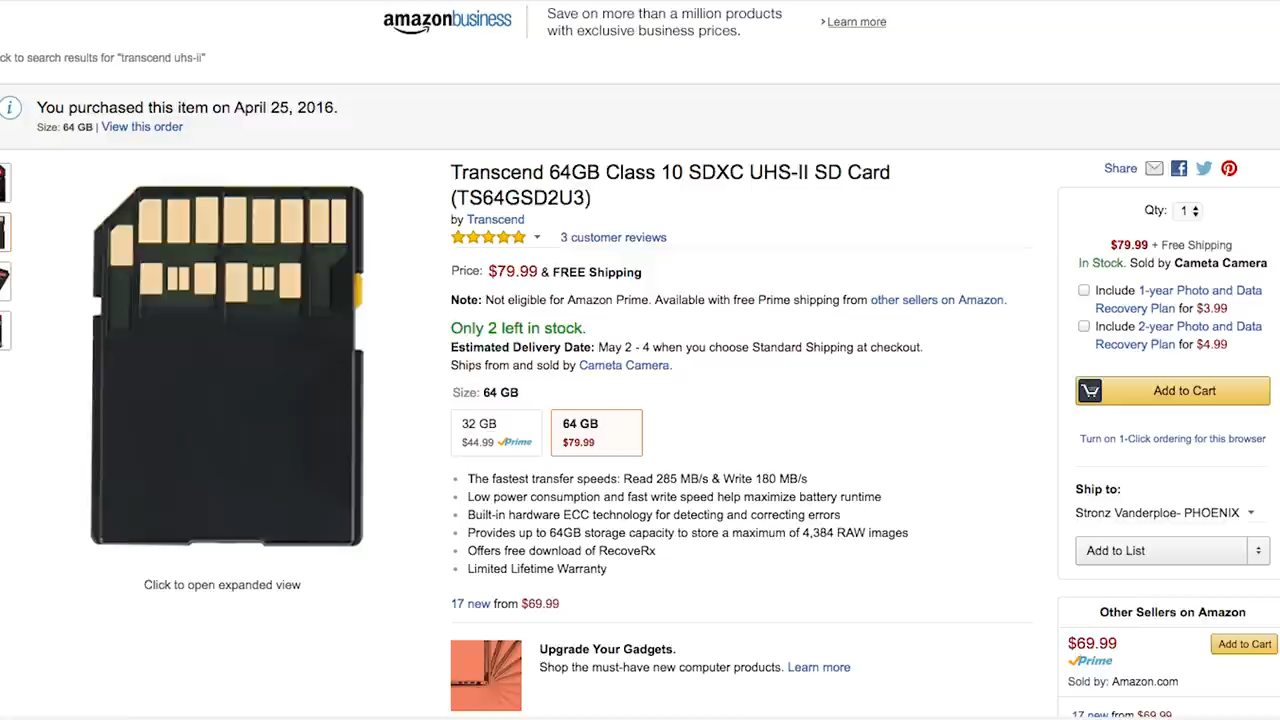 amazonbusiness
Save on more than a million products
with exclusive business prices.
Learn more
ck to search results for "transcend uhs-ii"
You purchased this item on April 25, 2016.
Size: 64 GB | View this order
Transcend 64GB Class 10 SDXC UHS-II SD Card
(TS64GSD2U3)
by Transcend
3 customer reviews
Price: $79.99 & FREE Shipping
Note: Not eligible for Amazon Prime. Available with free Prime shipping from other sellers on Amazon.
Only 2 left in stock.
Estimated Delivery Date: May 2 - 4 when you choose Standard Shipping at checkout.
Ships from and sold by Cameta Camera.
Size: 64 GB
32 GB
$44.99 Prime
64 GB
$79.99
The fastest transfer speeds: Read 285 MB/s & Write 180 MB/s
Low power consumption and fast write speed help maximize battery runtime
Built-in hardware ECC technology for detecting and correcting errors
Provides up to 64GB storage capacity to store a maximum of 4,384 RAW images
Offers free download of RecoveRx
Limited Lifetime Warranty
17 new from $69.99
Click to open expanded view
Upgrade Your Gadgets.
Shop the must-have new computer products. Learn more
Share
Qty: 1
$79.99 + Free Shipping
In Stock. Sold by Cameta Camera
Include 1-year Photo and Data
Recovery Plan for $3.99
Include 2-year Photo and Data
Recovery Plan for $4.99
Add to Cart
Turn on 1-Click ordering for this browser
Ship to:
Stronz Vanderploe- PHOENIX
Add to List
Other Sellers on Amazon
$69.99
Add to Cart
Prime
Sold by: Amazon.com
17 new from $69.99